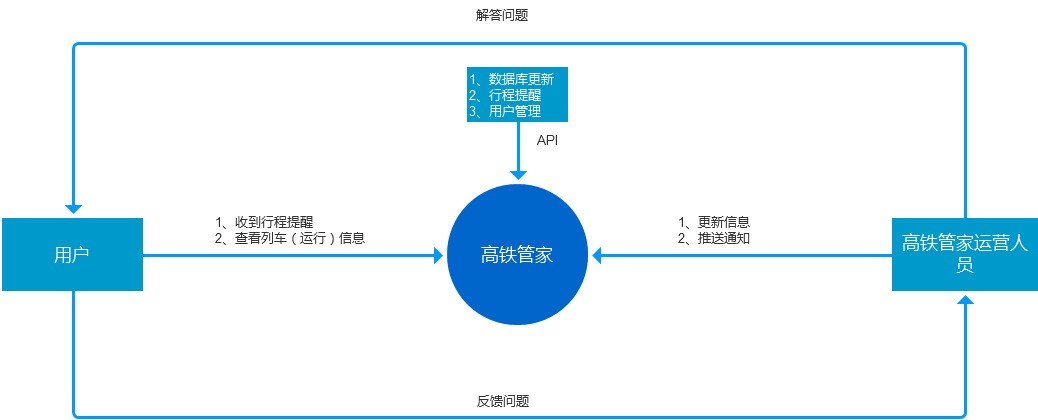 解答问题
1、数据库更新
2、行程提醒
3、用户管理
API
1、收到行程提醒
2、查看列车（运行）信息
1、更新信息
2、推送通知
用户
高铁管家
高铁管家运营人
员
反馈问题